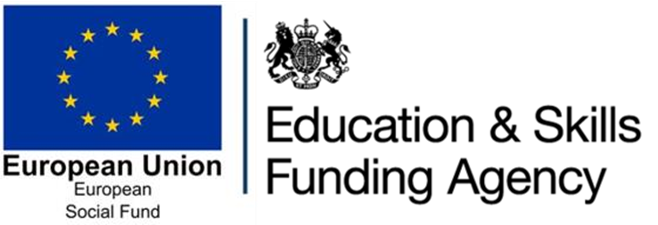 European Union
European
Social Fund
Education & Skills
Funding Agency